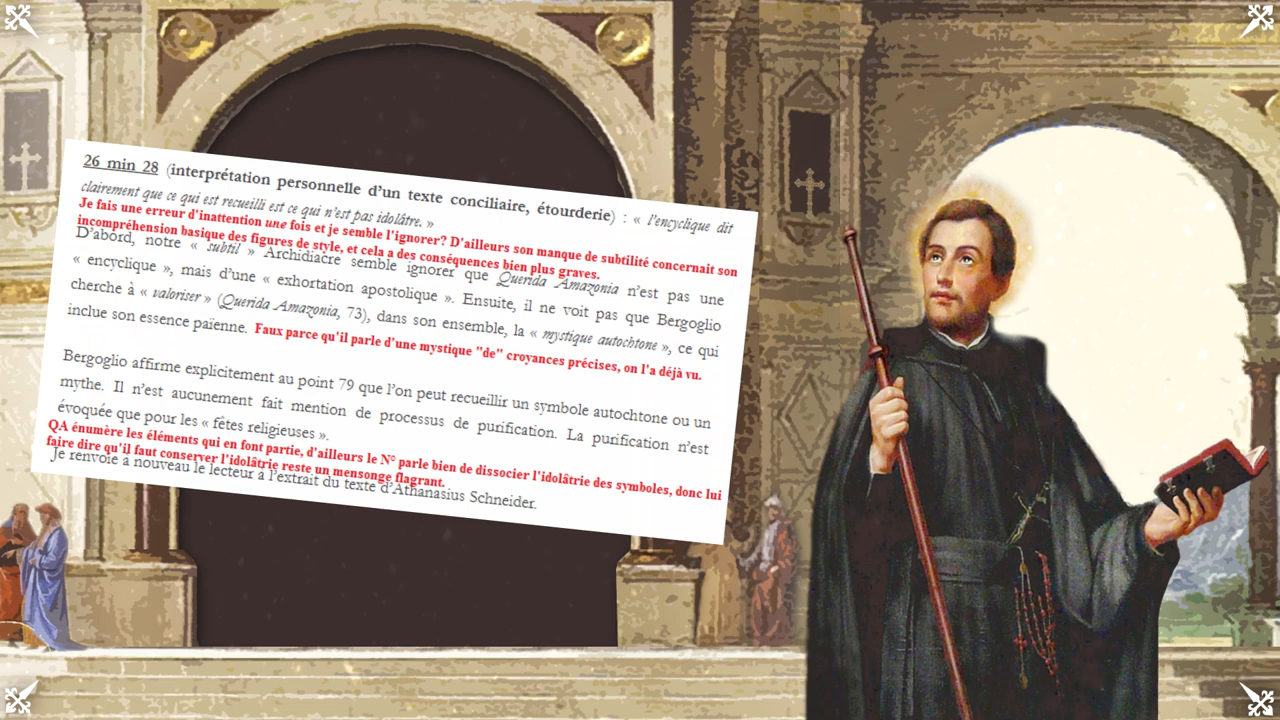 26 min 28 (interprétation personnelle d'un texte conciliaire, étourderie) : « l'encyclique dit
clairement que ce qui est recueilli est ce qui n'est pas idolâtre. »
Je fais une erreur d'inattention une fois et je semble l'ignorer? D'ailleurs son manque de subtilité concernait son
incompréhension basique des figures de style, et cela a des conséquences bien plus graves.
D'abord, notre « subtil » Archidiacre semble ignorer que Querida Amazonia n'est pas une
« encyclique », mais d'une « exhortation apostolique ». Ensuite, il ne voit pas que Bergoglio
cherche à « valoriser » (Querida Amazonia, 73), dans son ensemble, la « mystique autochtone », ce qui
inclue son essence païenne. Faux parce qu'il parle d'une mystique "de" croyances précises, on l'a déjà vu.
Bergoglio affirme explicitement au point 79 que l'on peut recueillir un symbole autochtone ou un
mythe. Il n'est aucunement fait mention de processus de purification. La purification n'est
évoquée que pour les « fêtes religieuses ».
QA énumère les éléments qui en font partie, d'ailleurs le N° parle bien de dissocier l'idolâtrie des symboles, donc lui
faire dire qu'il faut conserver l'idolâtrie reste un mensonge flagrant.
Je renvoie à nouveau le lecteur à l'extrait du texte d'Athanasius Schneider.